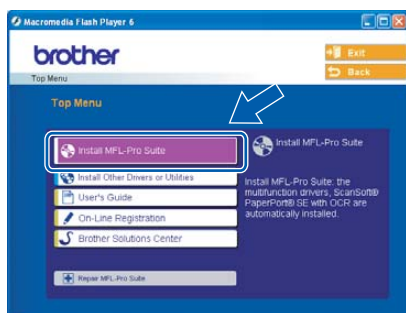 Macromedia Flash Player 6
brother
Exit
Back
Top Menu
Top Menu
Install MFL-Pro Suite
Install Other Drivers or Utilities
User's Guide
On-Line Registration
Brother Solutions Center
Repair MFL-Pro Suite
Install MFL-Pro Suite
Install MFL-Pro Suite: the
multifunction drivers, ScanSoft®
PaperPort® SE with OCR are
automatically installed.